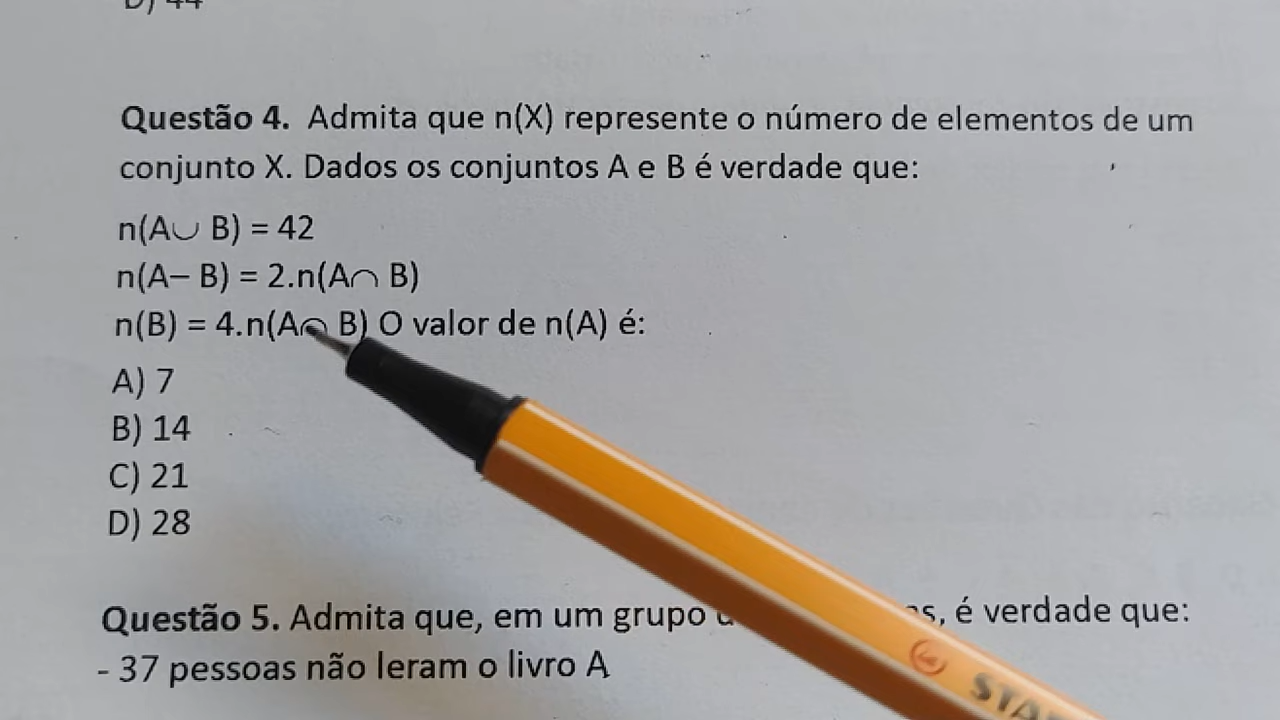 D) 44
Questão 4. Admita que n(X) represente o número de elementos de um
conjunto X. Dados os conjuntos A e B é verdade que:
n(A∪ B) = 42
n(A– B) = 2.n(A∩ B)
n(B) = 4.n(A∩ B) O valor de n(A) é:
A) 7
B) 14
C) 21
D) 28
Questão 5. Admita que, em um grupo é verdade que:
- 37 pessoas não leram o livro A